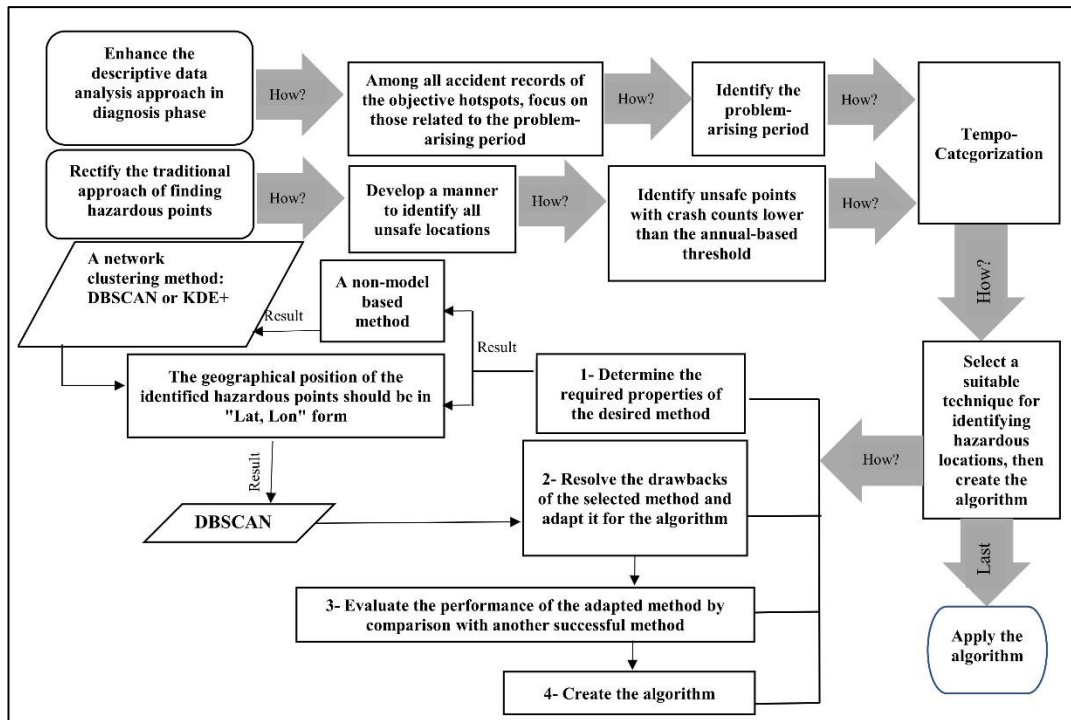 Enhance the
descriptive data
analysis approach in
diagnosis phase
How?
Among all accident records of
the objective hotspots, focus on
those related to the problem-
arising period
How?
Identify the
problem-
arising period
How?
Tempo-
Categorization
Rectify the traditional
approach of finding
hazardous points
How?
Develop a manner
to identify all
unsafe locations
How?
Identify unsafe points
with crash counts lower
than the annual-based
threshold
How?
How?
A network
clustering method:
DBSCAN or KDE+
Result
A non-model
based
method
Result
The geographical position of the
identified hazardous points should be in
"Lat, Lon" form
1- Determine the
required properties
of the desired method
Select a
suitable
technique for
identifying
hazardous
locations, then
create the
algorithm
How?
Result
DBSCAN
2- Resolve the drawbacks
of the selected method and
adapt it for the algorithm
Last
3- Evaluate the performance of the adapted method by
comparison with another successful method
Apply the
algorithm
4- Create the algorithm